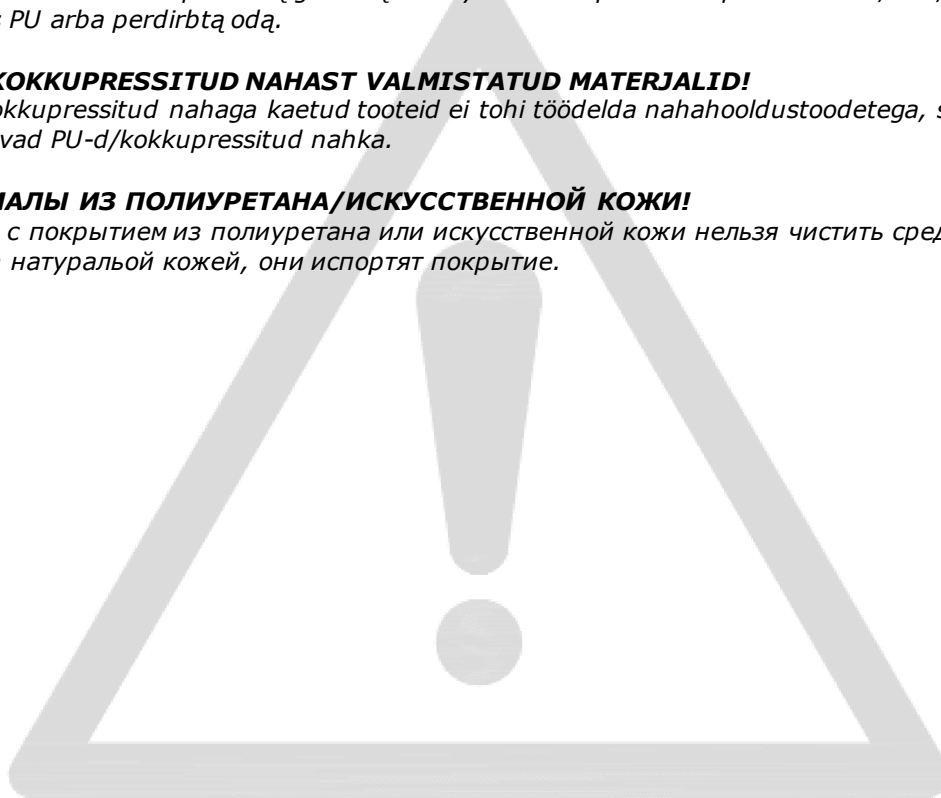 PU arba perdirbtą odą.
KOKKUPRESSITUD NAHAST VALMISTATUD MATERJALID!
okkupressitud nahaga kaetud tooteid ei tohi töödelda nahahooldustoodetega, s
vad PU-d/kokkupressitud nahka.
ИАЛЫ ИЗ ПОЛИУРЕТАНА/ИСКУССТВЕННОЙ КОЖИ!
с покрытием из полиуретана или искусственной кожи нельзя чистить сред
натуральой кожей, они испортят покрытие.